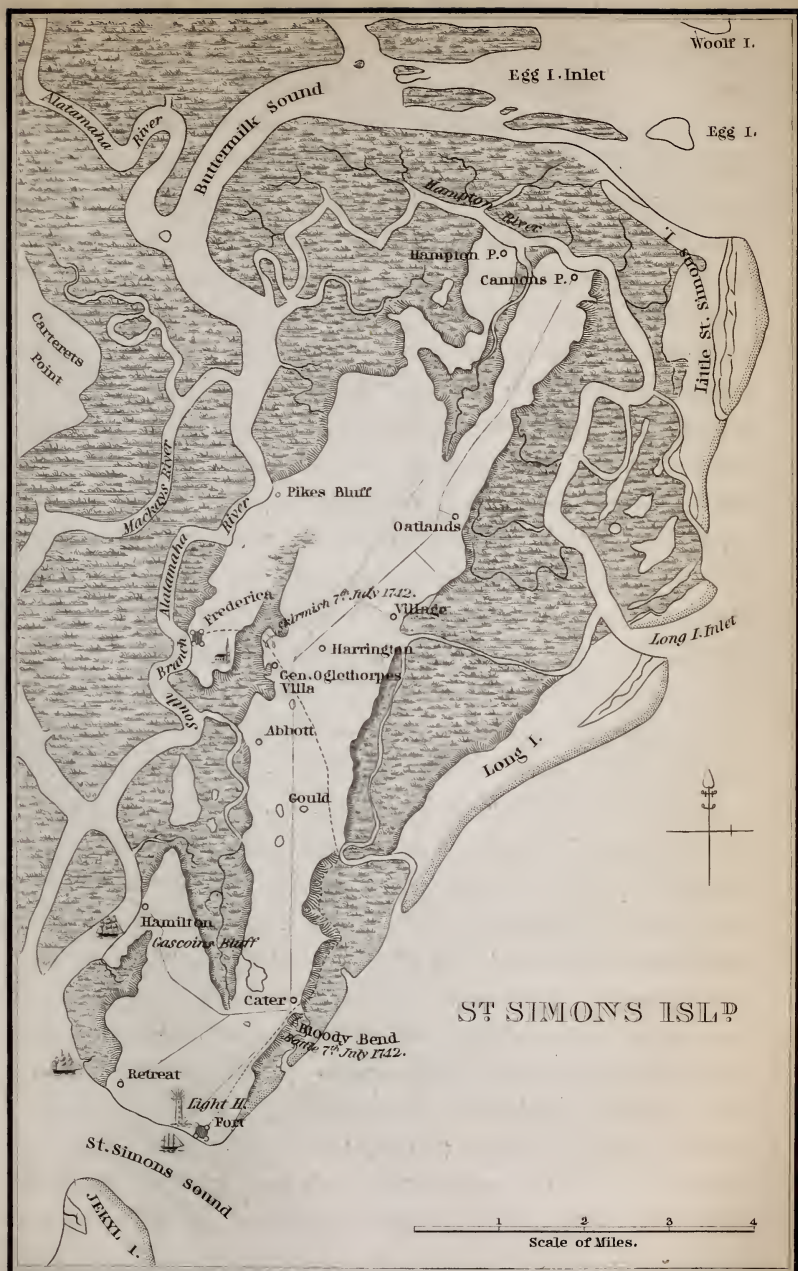 Woolf I.
Egg I. Inlet
Egg I.
Alatamaha
River
Buttermilk Sound
Hampton River
Hampton P.
Cannons P.
Little St. Simons I.
Carterets
Point
Mackays River
Pikes Bluff
Oatlands
Alatamaha River
South Branch
Frederica
Skirmish 7th. July 1742.
Village
Harrington
Long I. Inlet
Gen. Oglethorpes
Villa
Abbott
Long I.
Gould
Hamilton
Gascoins Bluff
Cater
ST SIMONS ISLD
Bloody Bend
Battle 7th. July 1742.
Retreat
Light H.
Fort
St. Simons Sound
JEKYL I.
1 2 3 4
Scale of Miles.